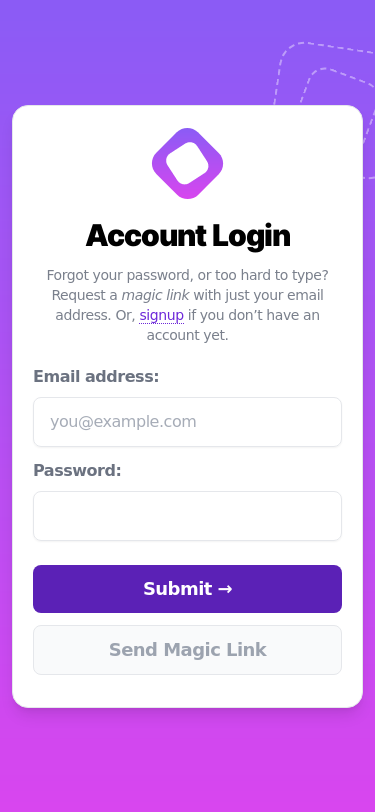 Account Login
Forgot your password, or too hard to type?
Request a magic link with just your email
address. Or, signup if you don’t have an
account yet.
Email address:
you@example.com
Password:
Submit →
Send Magic Link